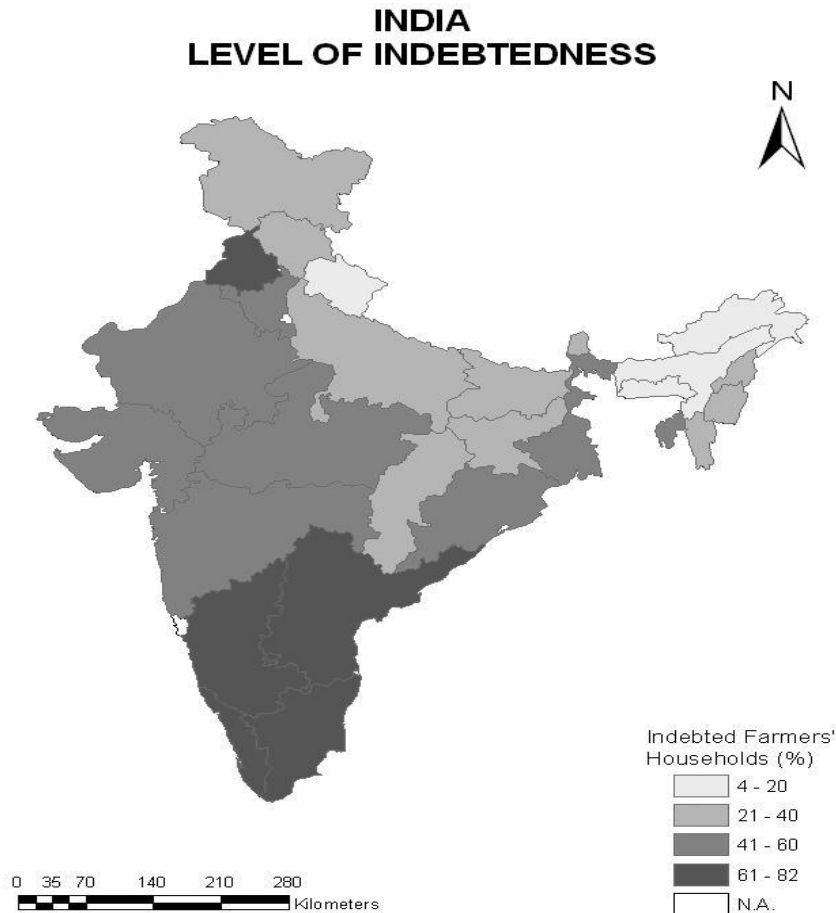 INDIA
LEVEL OF INDEBTEDNESS
N
Indebted Farmers'
Households (%)
4 - 20
21 - 40
41 - 60
61 - 82
N.A.
0 35 70 140 210 280
Kilometers